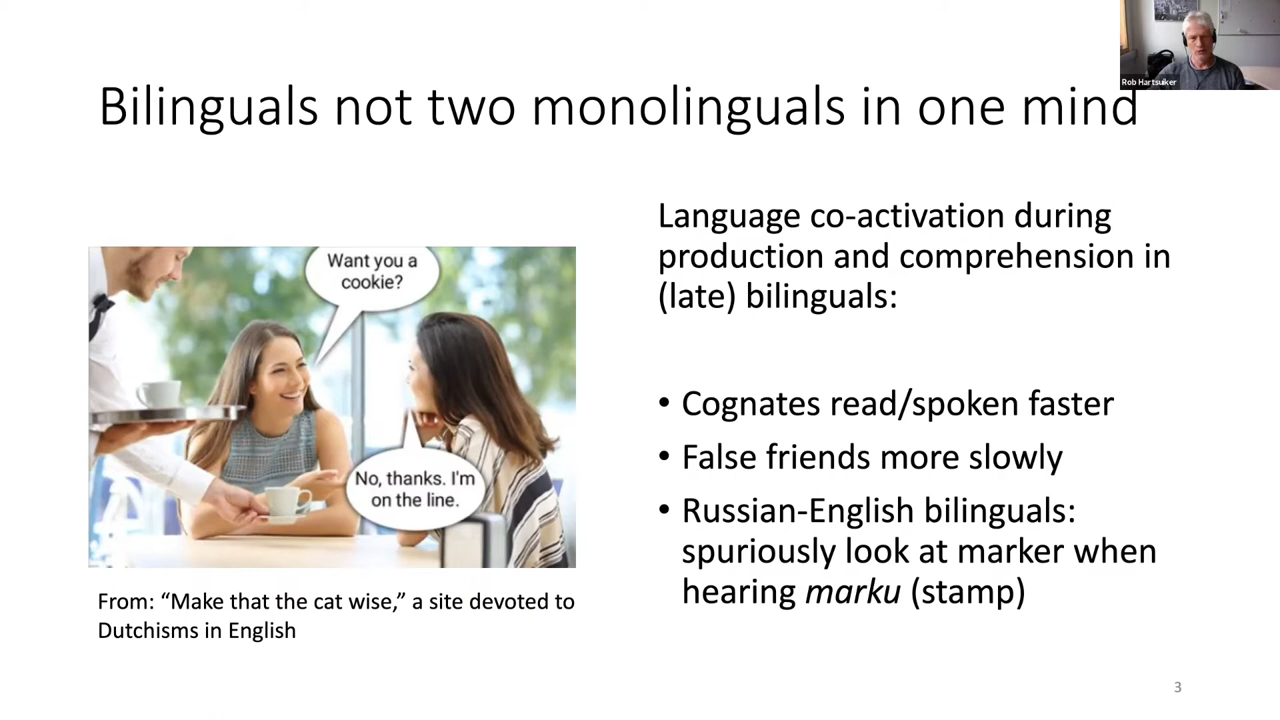 Rob Hartsuiker
Bilinguals not two monolinguals in one mind
Want you a
cookie?
No, thanks. I'm
on the line.
From: “Make that the cat wise,” a site devoted to
Dutchisms in English
Language co-activation during
production and comprehension in
(late) bilinguals:
• Cognates read/spoken faster
• False friends more slowly
• Russian-English bilinguals:
spuriously look at marker when
hearing marku (stamp)
3